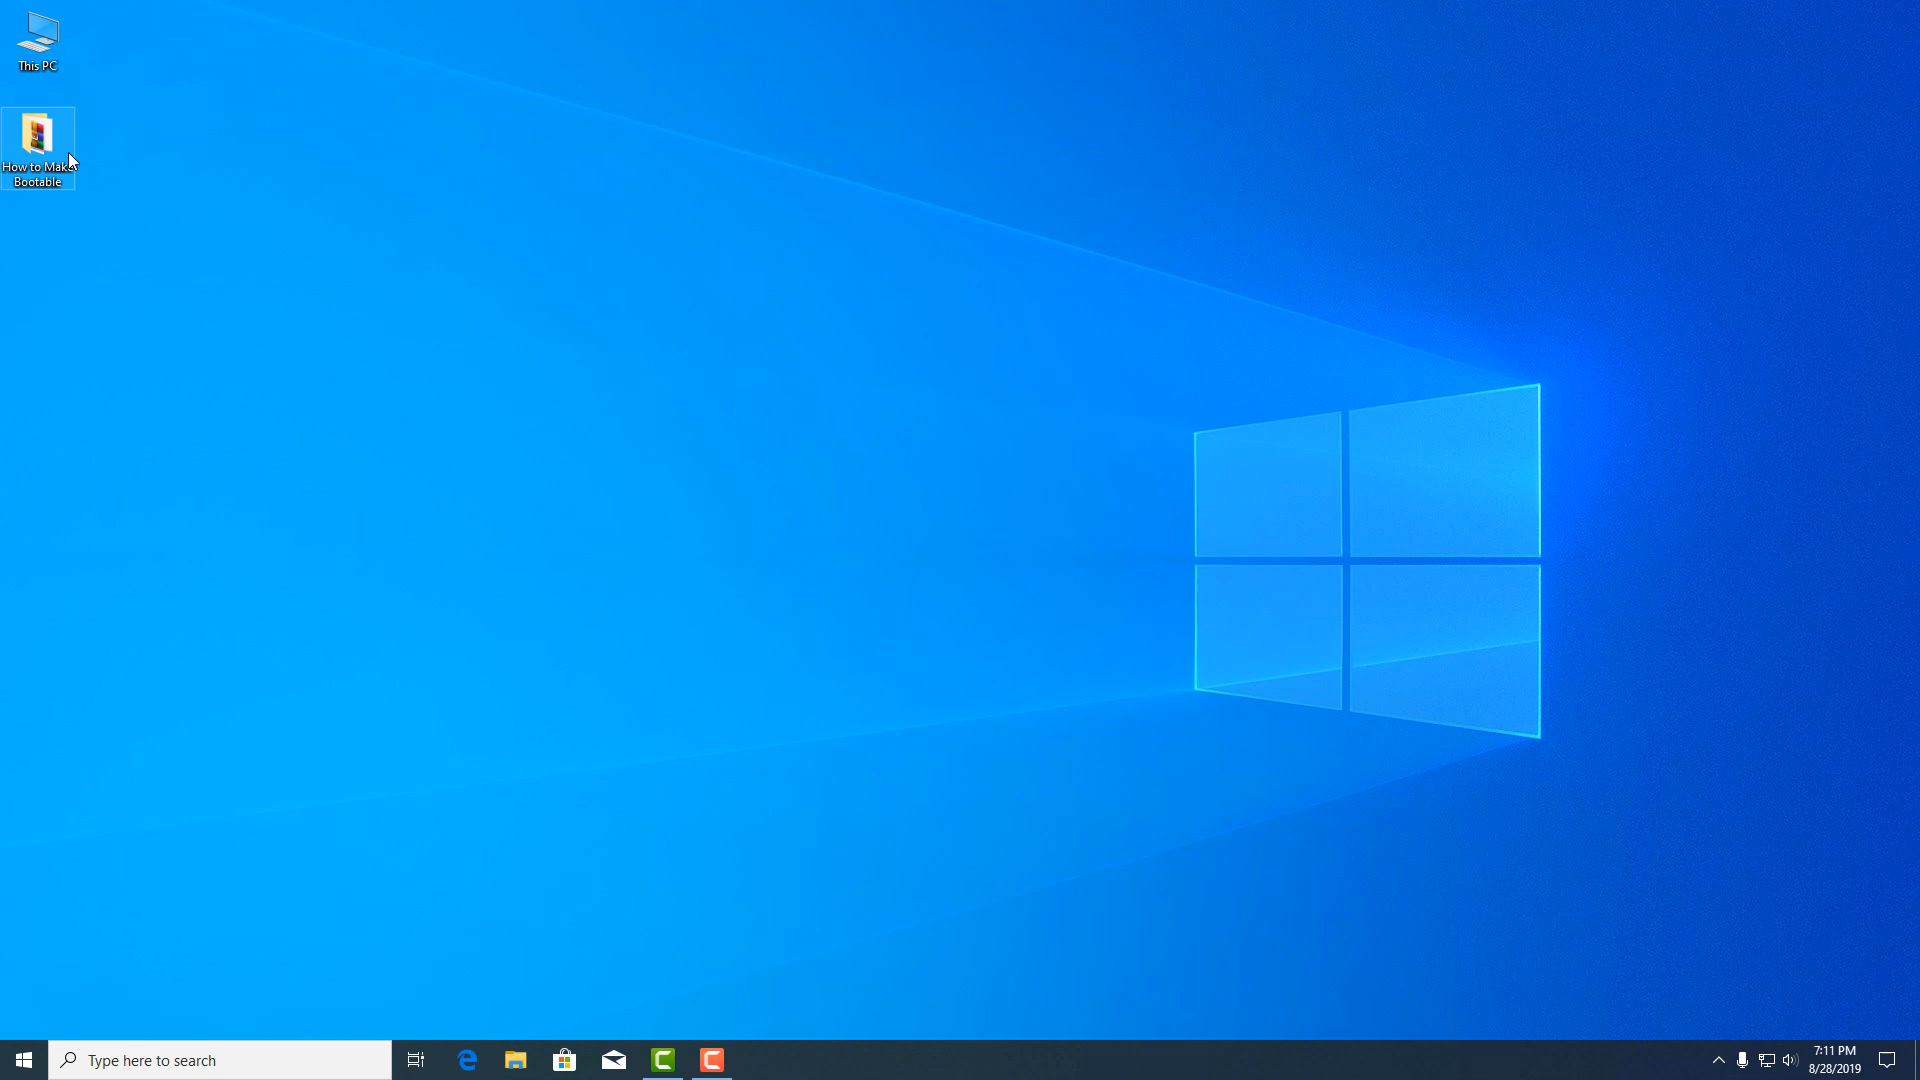 This PC
How to Make
Bootable
Type here to search
7:11 PM
8/28/2019